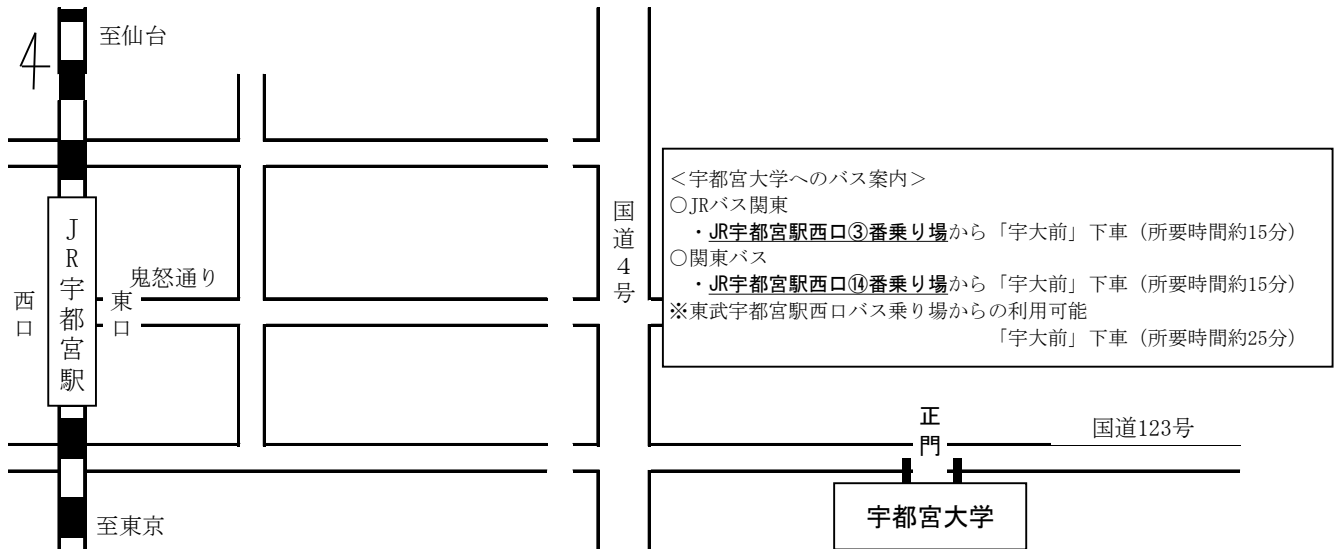 4
至仙台
国道4号
＜宇都宮大学へのバス案内＞
○JRバス関東
・JR宇都宮駅西口③番乗り場から「宇大前」下車（所要時間約15分）
○関東バス
・JR宇都宮駅西口⑭番乗り場から「宇大前」下車（所要時間約15分）
※東武宇都宮駅西口バス乗り場からの利用可能
「宇大前」下車（所要時間約25分）
西口
JR宇都宮駅
東口
鬼怒通り
正門
国道123号
宇都宮大学
至東京